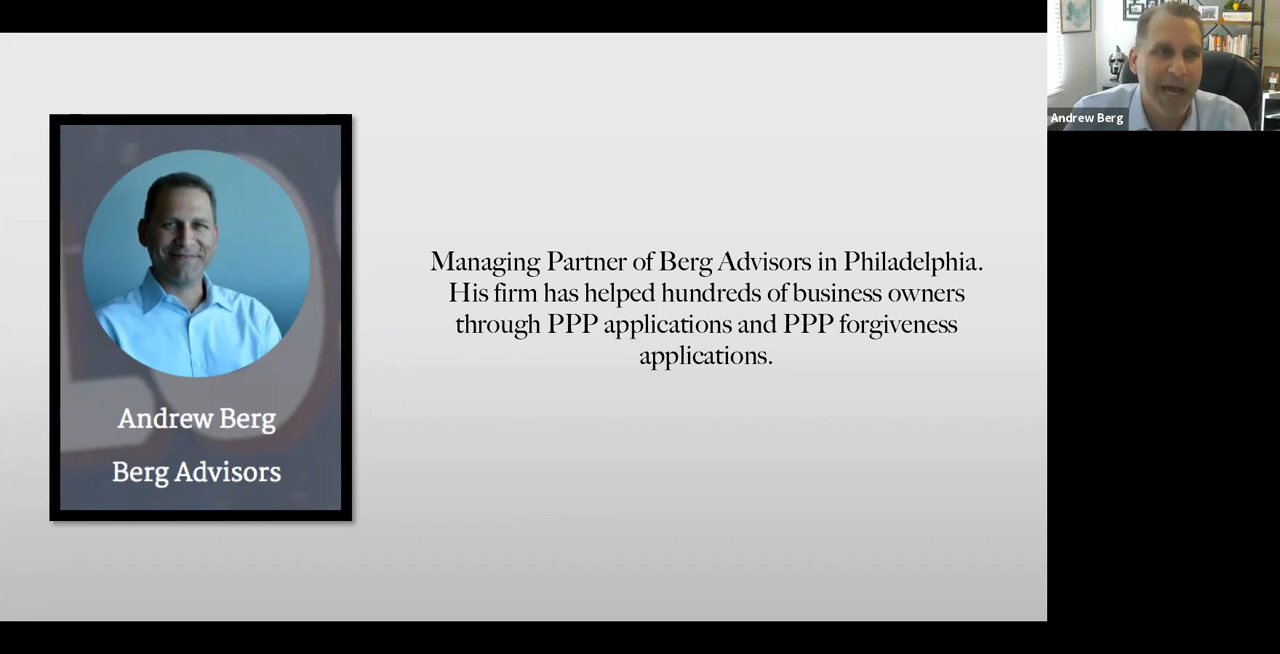 Andrew Berg
Managing Partner of Berg Advisors in Philadelphia.
His firm has helped hundreds of business owners
through PPP applications and PPP forgiveness
applications.
Andrew Berg
Berg Advisors